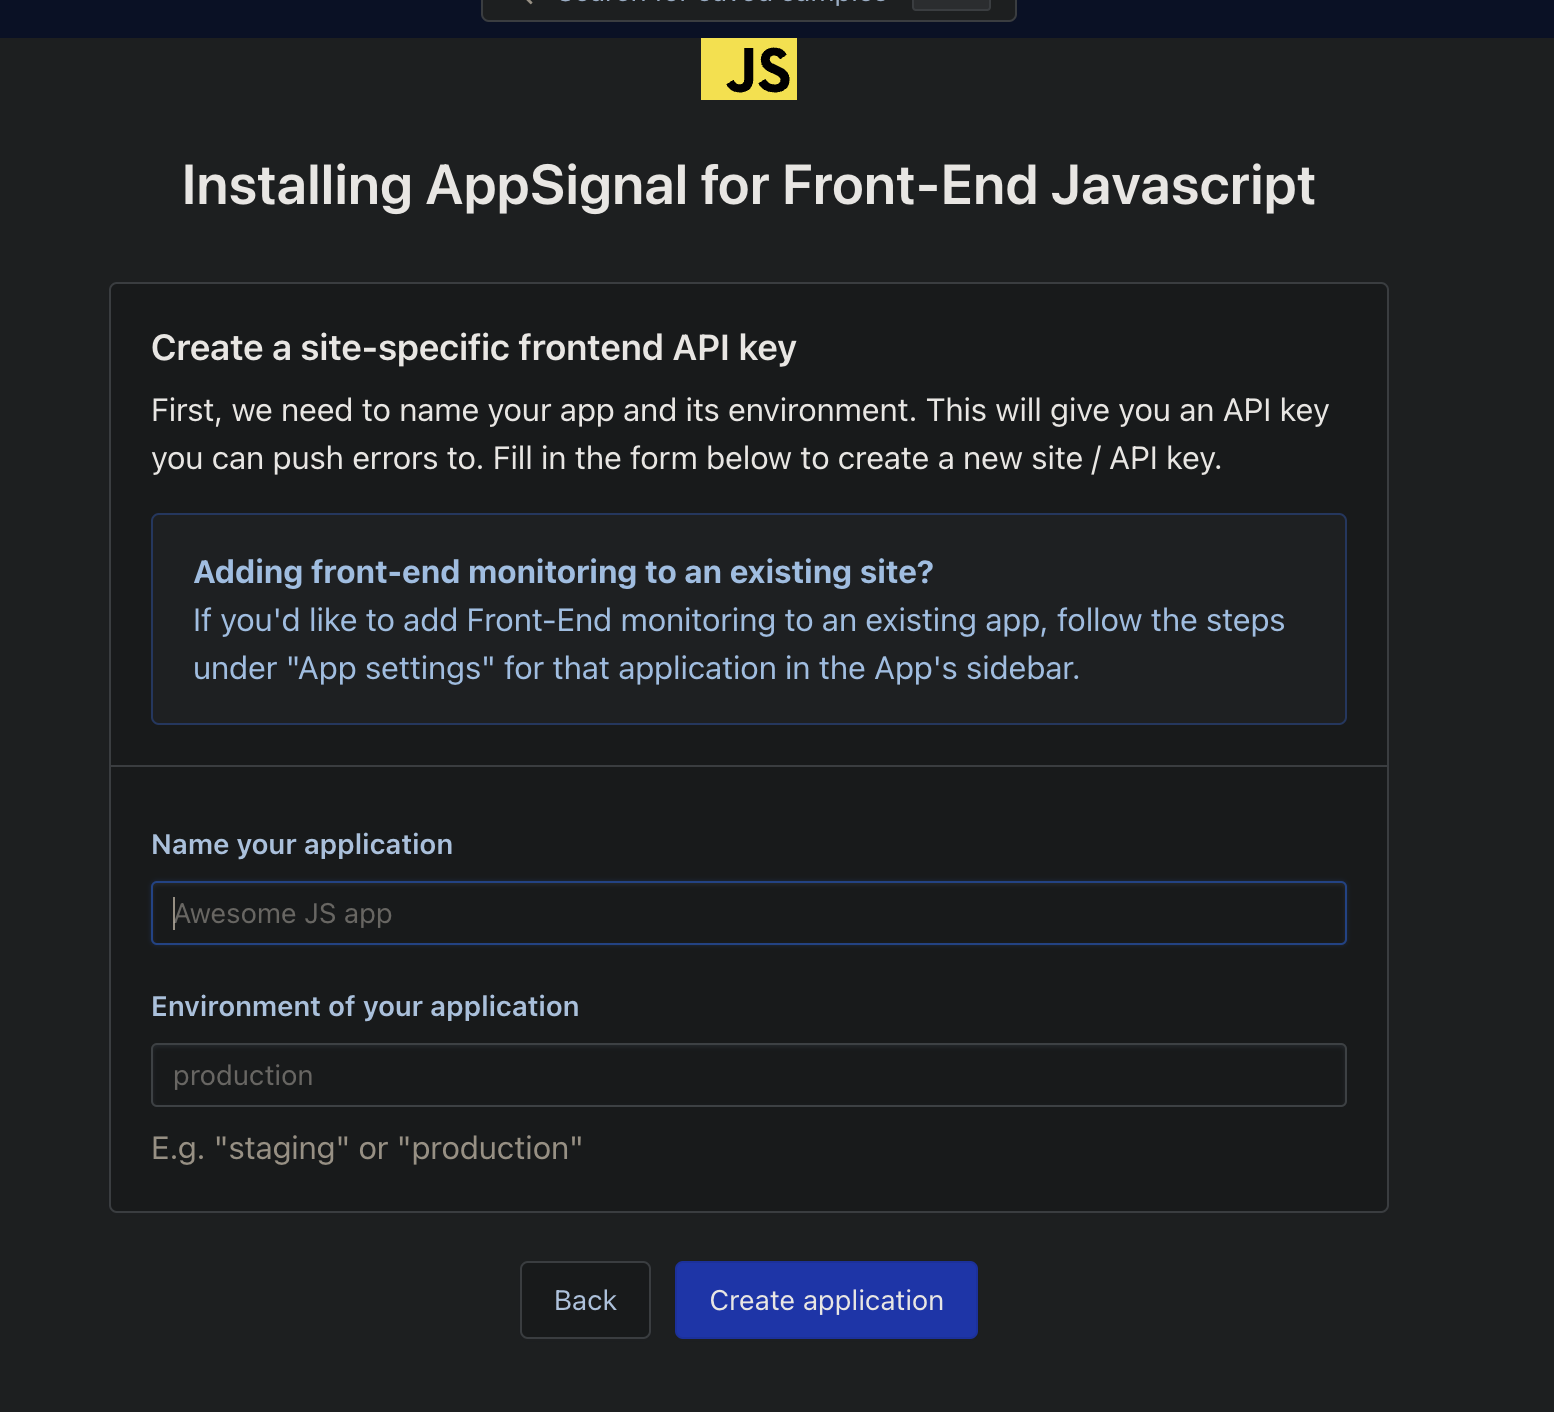 Search for saved samples
JS
Installing AppSignal for Front-End Javascript
Create a site-specific frontend API key
First, we need to name your app and its environment. This will give you an API key
you can push errors to. Fill in the form below to create a new site / API key.
Adding front-end monitoring to an existing site?
If you'd like to add Front-End monitoring to an existing app, follow the steps
under "App settings" for that application in the App's sidebar.
Name your application
Awesome JS app
Environment of your application
production
E.g. "staging" or "production"
Back
Create application